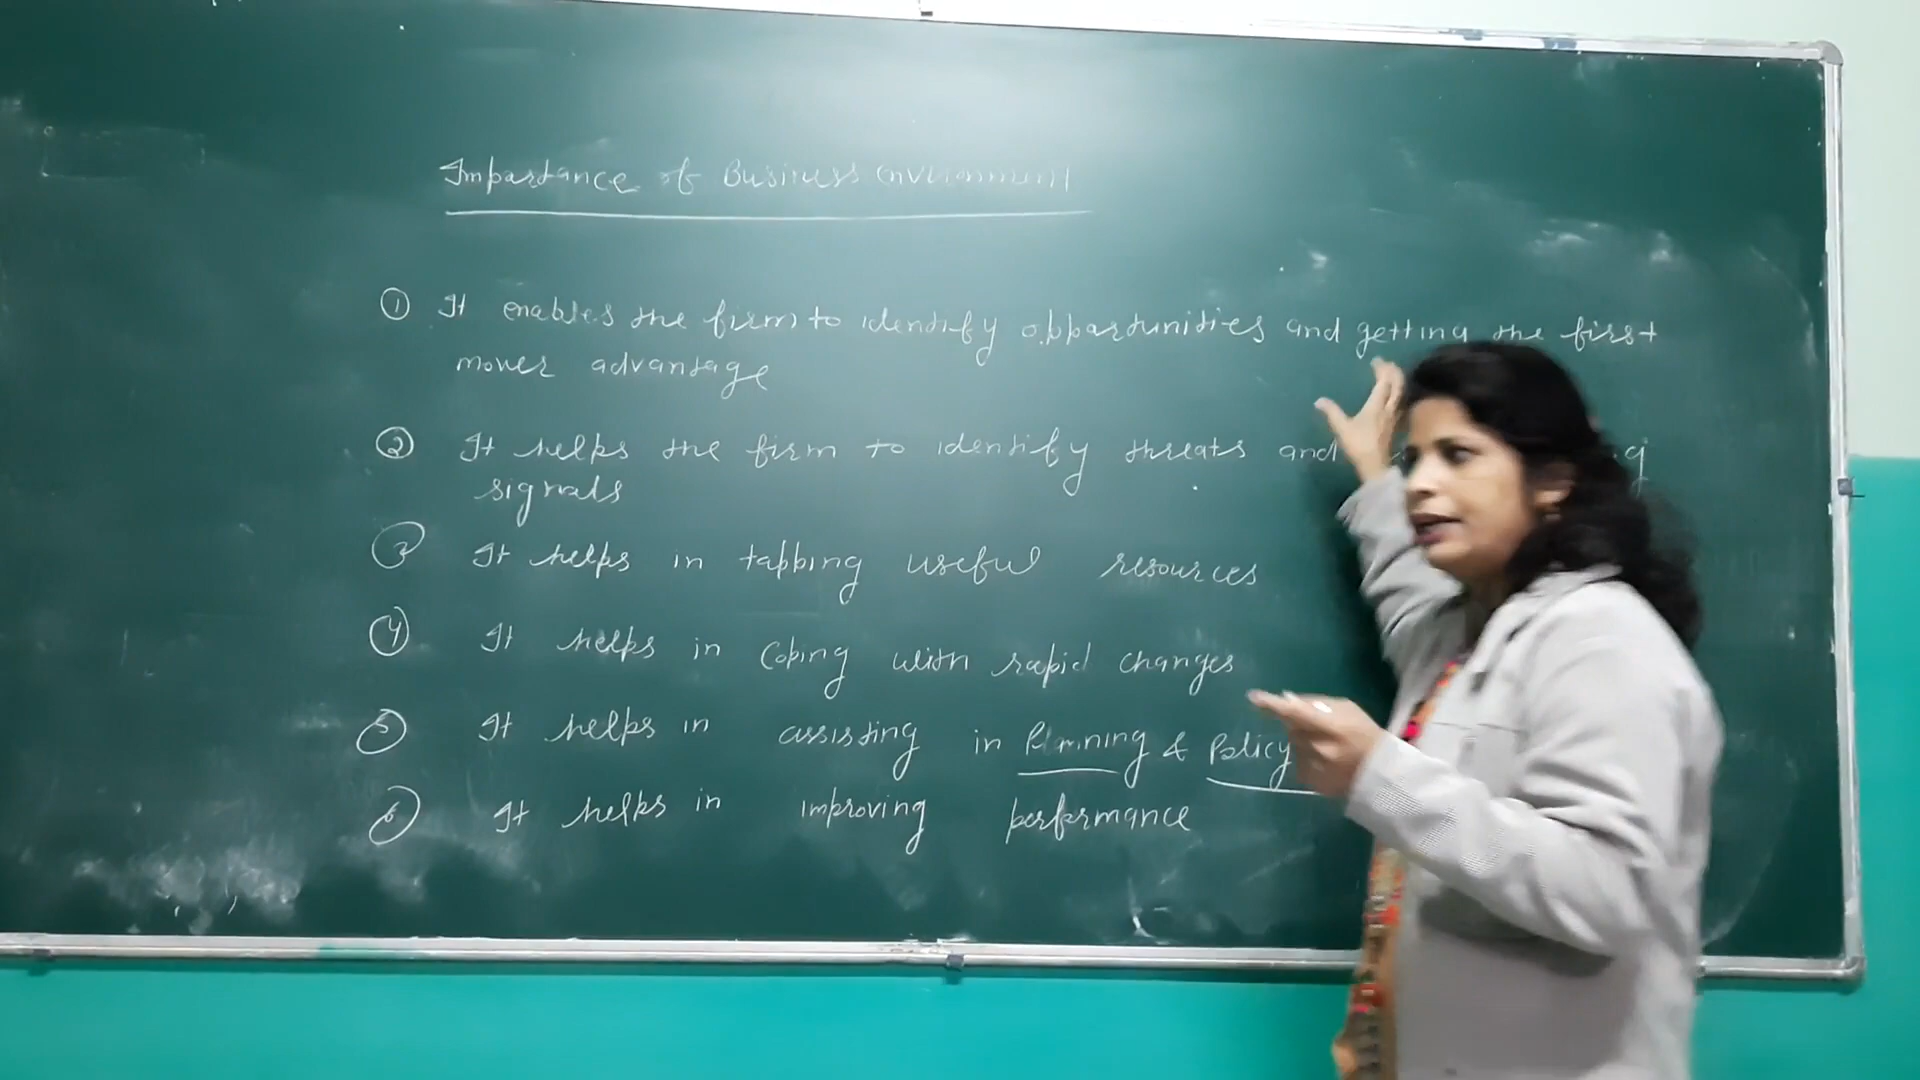 Importance of Business environment
① It enables the firm to identify opportunities and getting the first
mover advantage
② It helps the firm to identify threats and
signals
③ It helps in tapping useful resources
④ It helps in coping with rapid changes
⑤ It helps in assisting in Planning & Policy
⑥ It helps in improving performance